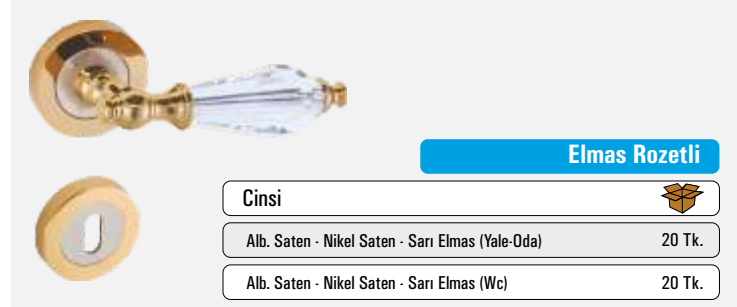 Elmas Rozetli
Cinsi
Alb. Saten - Nikel Saten - Sarı Elmas (Yale-Oda) 20 Tk.
Alb. Saten - Nikel Saten - Sarı Elmas (Wc) 20 Tk.